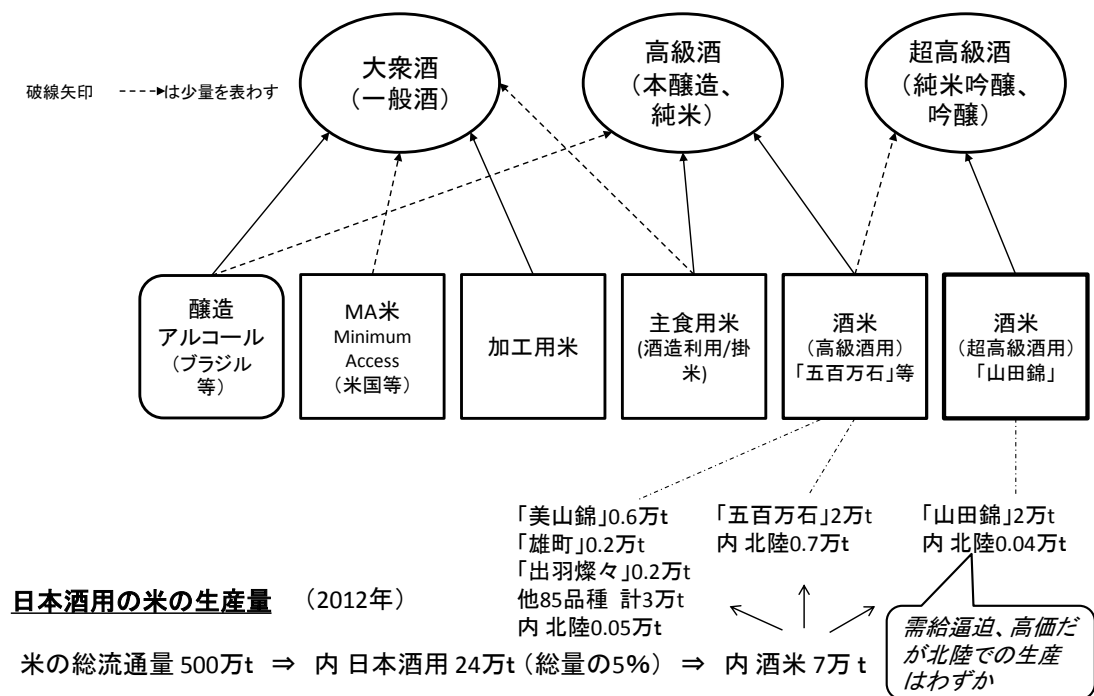 大衆酒
（一般酒）
高級酒
（本醸造、
純米）
超高級酒
（純米吟醸、
吟醸）
破線矢印　は少量を表わす
醸造
アルコール
（ブラジル
等）
MA米
Minimum
Access
（米国等）
加工用米
主食用米
(酒造利用/掛
米)
酒米
（高級酒用）
「五百万石」等
酒米
（超高級酒用）
「山田錦」
「美山錦」0.6万t
「雄町」0.2万t
「出羽燦々」0.2万t
他85品種 計3万t
内 北陸0.05万t
「五百万石」2万t
内 北陸0.7万t
「山田錦」2万t
内 北陸0.04万t
需給逼迫、高価だ
が北陸での生産
はわずか
日本酒用の米の生産量　（2012年）
米の総流通量 500万t ⇒ 内 日本酒用 24万t（総量の5%） ⇒ 内 酒米 7万 t